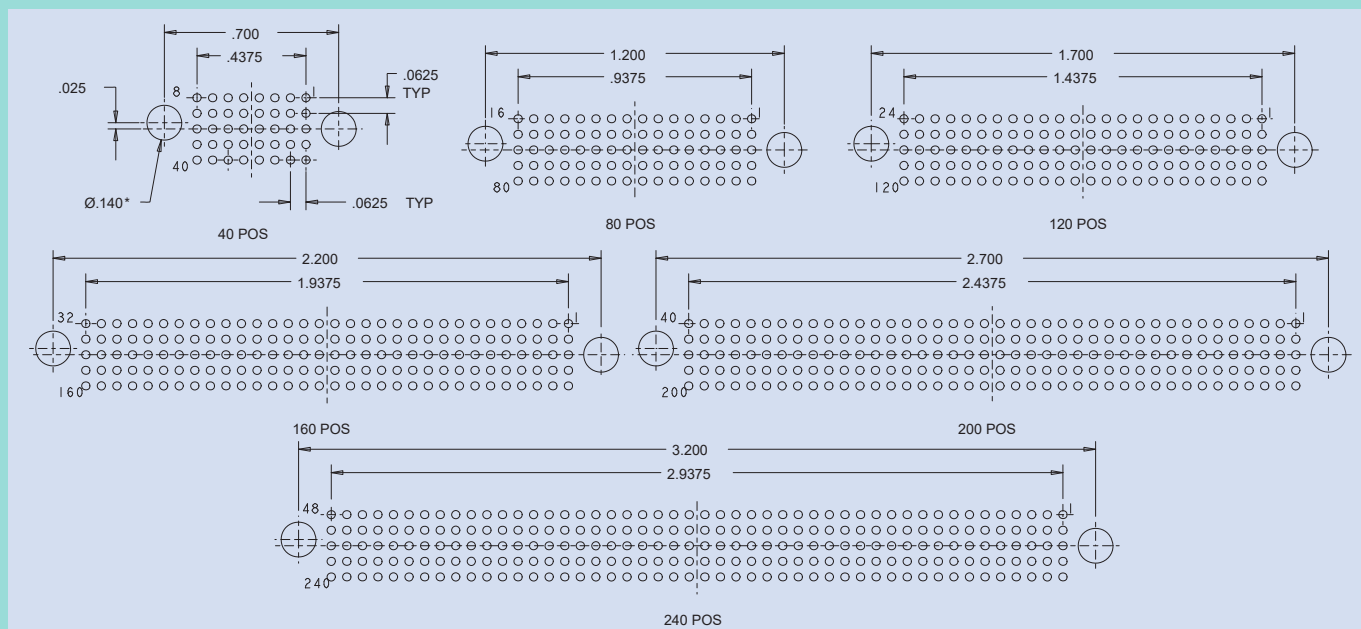 .700
.4375
.025
8
I
.0625
TYP
40
Ø.140*
.0625 TYP
40 POS
1.200
.9375
16
I
80
80 POS
1.700
1.4375
24
I
120
120 POS
2.200
1.9375
32
I
160
160 POS
2.700
2.4375
40
I
200
200 POS
3.200
2.9375
48
I
240
240 POS